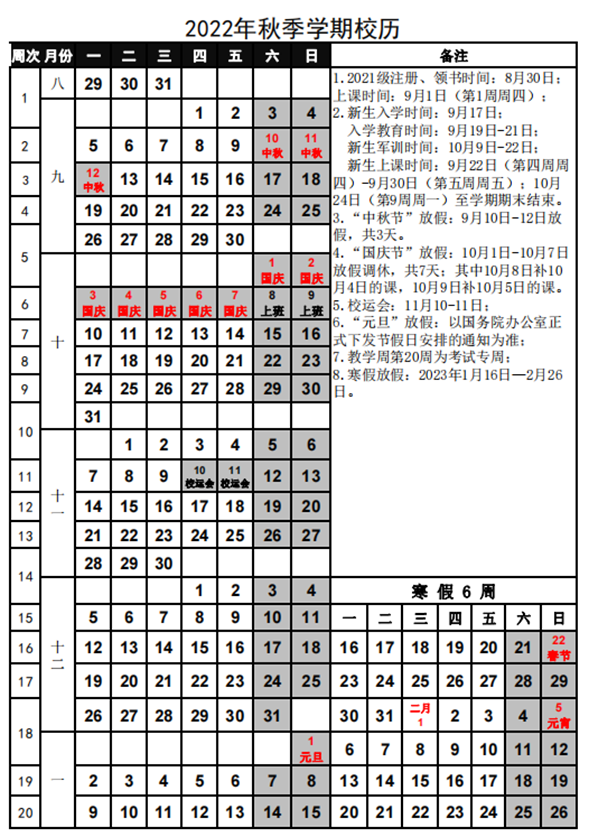 2022年秋季学期校历
周次 月份 一 二 三 四 五 六 日 备注
1 八 29 30 31
1 2 3 4
2 九 5 6 7 8 9 10 中秋 11 中秋
3 12 中秋 13 14 15 16 17 18
4 19 20 21 22 23 24 25
5 26 27 28 29 30
1 国庆 2 国庆
6 十 3 国庆 4 国庆 5 国庆 6 国庆 7 国庆 8 上班 9 上班
7 10 11 12 13 14 15 16
8 17 18 19 20 21 22 23
9 24 25 26 27 28 29 30
10 31
1 2 3 4 5 6
11 十一 7 8 9 10 校运会 11 校运会 12 13
12 14 15 16 17 18 19 20
13 21 22 23 24 25 26 27
14 28 29 30
1 2 3 4
15 十二 5 6 7 8 9 10 11
16 12 13 14 15 16 17 18
17 19 20 21 22 23 24 25
18 26 27 28 29 30 31
1 元旦
19 一 2 3 4 5 6 7 8
20 9 10 11 12 13 14 15
1.2021级注册、领书时间：8月30日；
上课时间：9月1日（第1周周四）；
2.新生入学时间：9月17日；
入学教育时间：9月19日-21日；
新生军训时间：10月9日-22日；
新生上课时间：9月22日（第四周周
四）-9月30日（第五周周五）；10月
24日（第9周周一）至学期期末结束。
3.“中秋节”放假：9月10日-12日放
假，共3天。
4.“国庆节”放假：10月1日-10月7日
放假调休，共7天；其中10月8日补10
月4日的课，10月9日补10月5日的课。
5.校运会：11月10-11日；
6.“元旦”放假：以国务院办公室正
式下发节假日安排的通知为准；
7.教学周第20周为考试专周；
8.寒假放假：2023年1月16日—2月26
日。
寒 假 6 周
一 二 三 四 五 六 日
16 17 18 19 20 21 22 春节
23 24 25 26 27 28 29
30 31 二月 1 2 3 4 5 元宵
6 7 8 9 10 11 12
13 14 15 16 17 18 19
20 21 22 23 24 25 26